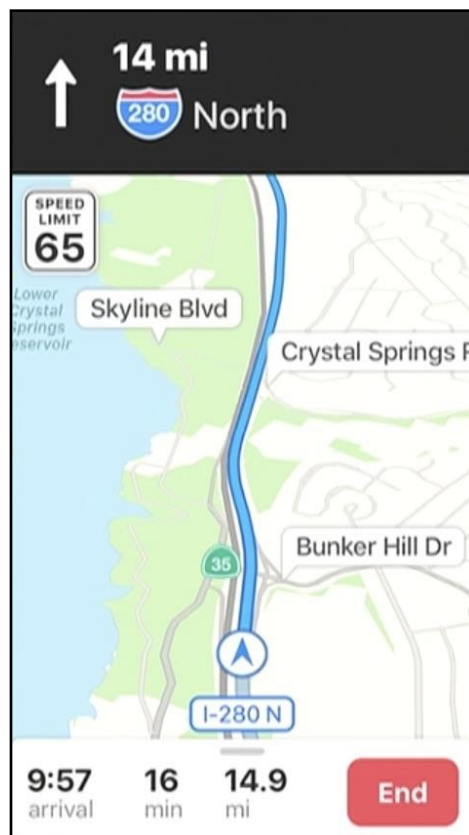 14 mi
280 North
SPEED
LIMIT
65
Lower
Crystal
Springs
Skyline Blvd
Crystal Springs
Bunker Hill Dr
35
I-280 N
9:57
arrival
16
min
14.9
mi
End